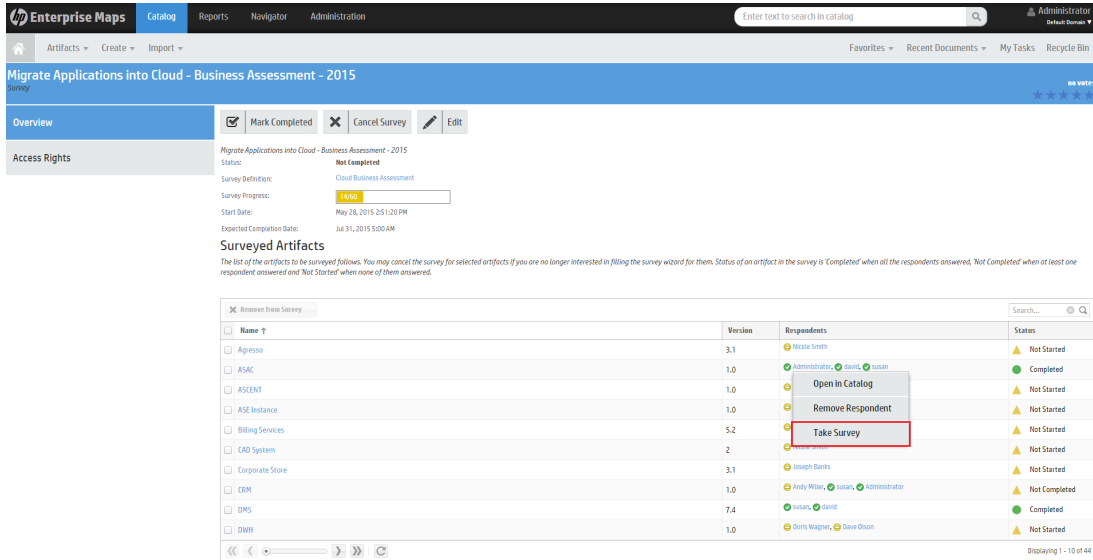 hp Enterprise Maps Catalog Reports Navigator Administration Enter text to search in catalog Administrator
Default Domain ▼
Artifacts Create Import Favorites Recent Documents My Tasks Recycle Bin
Migrate Applications into Cloud - Business Assessment - 2015
Survey
no votes
Overview
Access Rights
Mark Completed Cancel Survey Edit
Migrate Applications into Cloud - Business Assessment - 2015
Status: Not Completed
Survey Definition: Cloud Business Assessment
Survey Progress: 14/60
Start Date: May 28, 2015 2:51:20 PM
Expected Completion Date: Jul 31, 2015 5:00 AM
Surveyed Artifacts
The list of the artifacts to be surveyed follows. You may cancel the survey for selected artifacts if you are no longer interested in filling the survey wizard for them. Status of an artifact in the survey is 'Completed' when all the respondents answered, 'Not Completed' when at least one
respondent answered and 'Not Started' when none of them answered.
Remove from Survey Search...
Name ↑ Version Respondents Status
Agresso 3.1 Nicole Smith Not Started
ASAC 1.0 Administrator, david, susan Completed
ASCENT 1.0 Not Started
ASE Instance 1.0 Not Started
Billing Services 5.2 Not Started
CAD System 2 Nicole Smith Not Started
Open in Catalog
Remove Respondent
Take Survey
Corporate Store 3.1 Joseph Banks Not Started
CRM 1.0 Andy Miller, susan, Administrator Not Completed
DMS 7.4 susan, david Completed
DWH 1.0 Doris Wagner, Dave Olson Not Started
Displaying 1 - 10 of 44